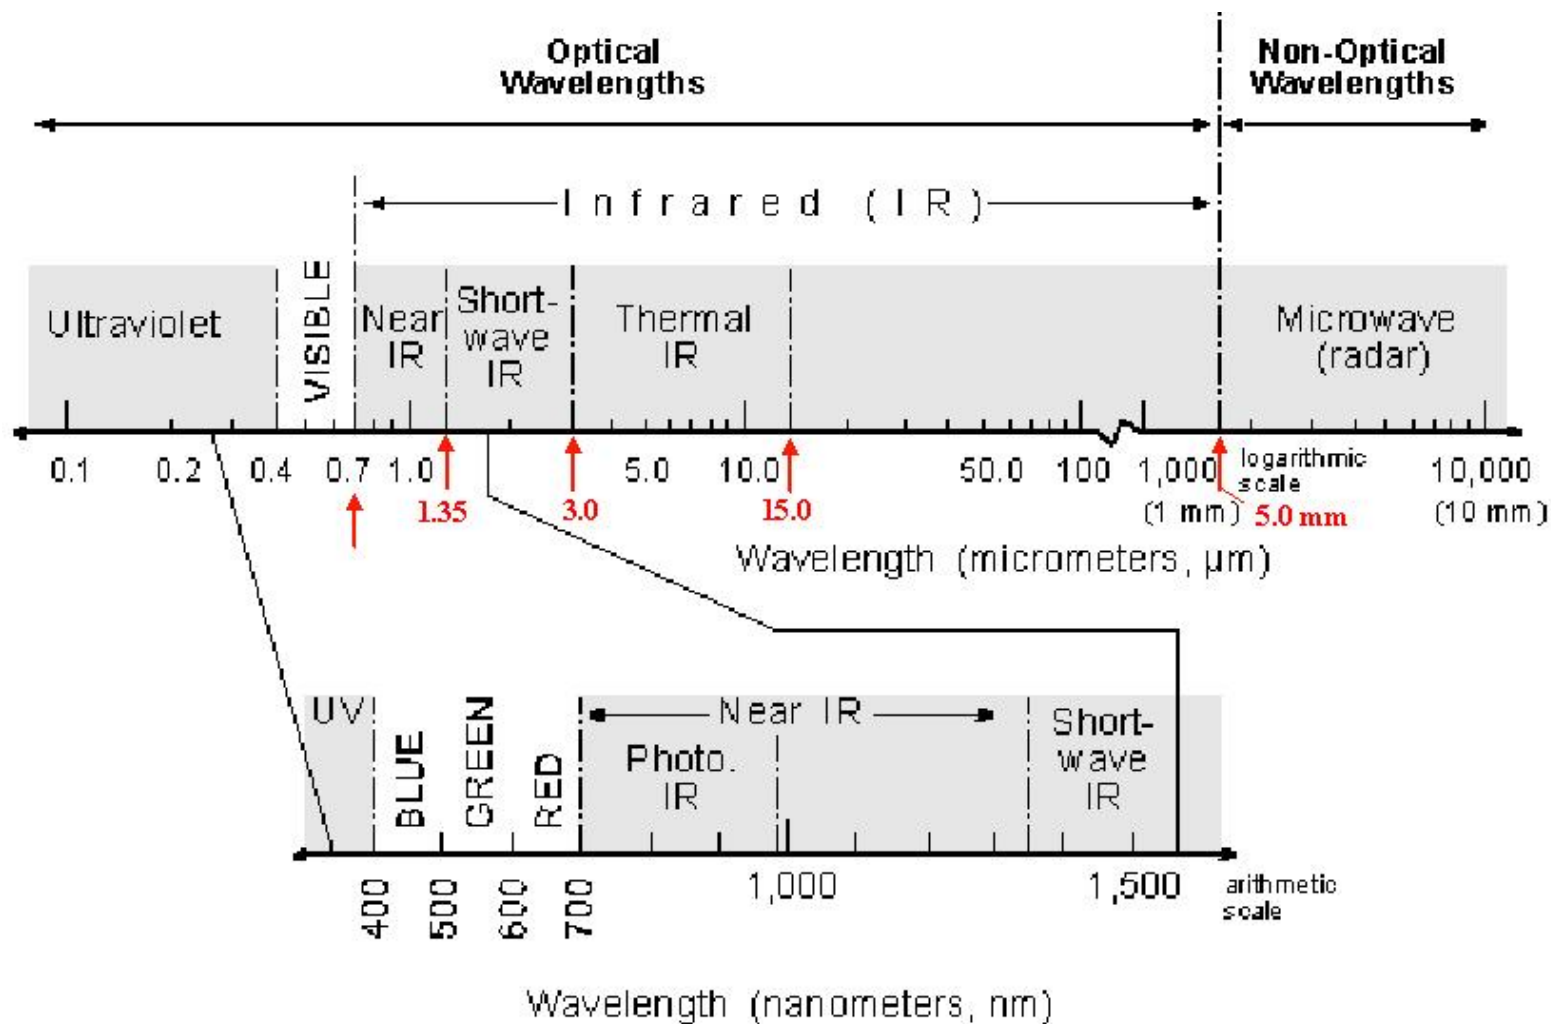 Optical
Wavelengths
Non-Optical
Wavelengths
Infrared (IR)
Ultraviolet
VISIBLE
Near
IR
Short-
wave
IR
Thermal
IR
Microwave
(radar)
0.1 0.2 0.4 0.7 1.0 5.0 10.0 50.0 100 1,000 10,000
(1 mm) (10 mm)
logarithmic
scale
1.35 3.0 15.0 5.0 mm
Wavelength (micrometers, µm)
UV
BLUE
GREEN
RED
Near IR
Photo.
IR
Short-
wave
IR
400 500 600 700 1,000 1,500
arithmetic
scale
Wavelength (nanometers, nm)